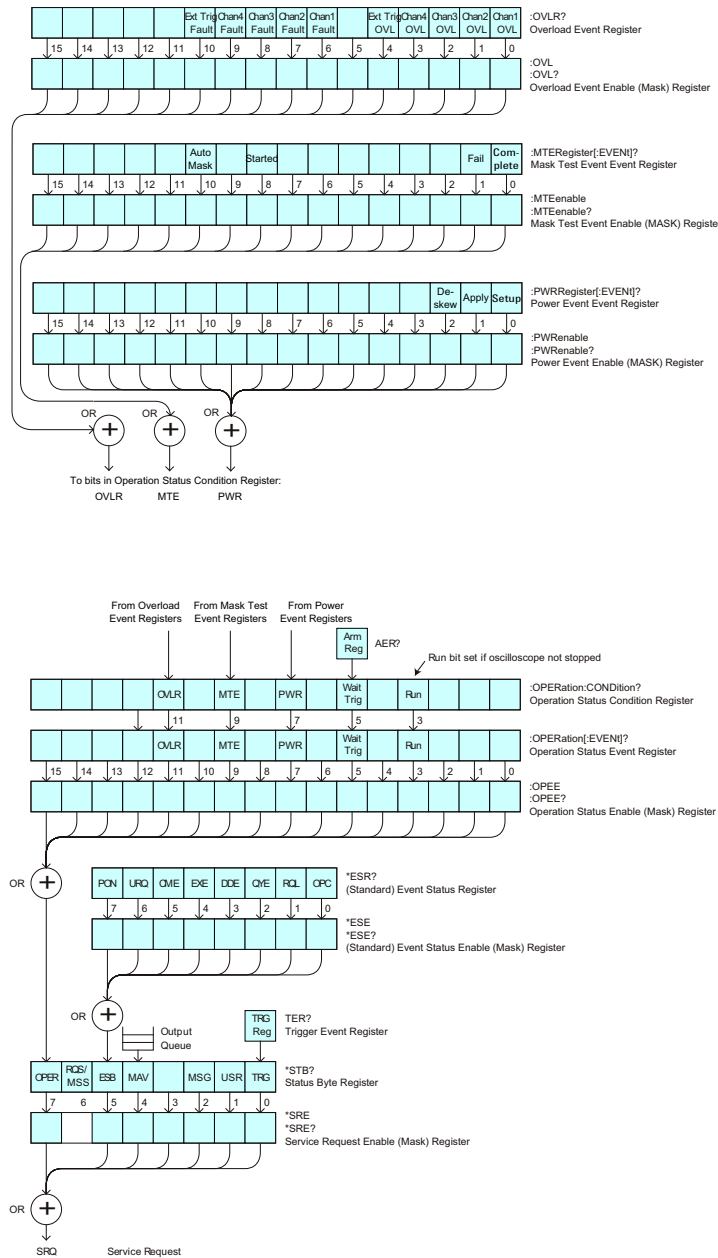 Ext Trig Fault Chan4 Fault Chan3 Fault Chan2 Fault Chan1 Fault Ext Trig OVL Chan4 OVL Chan3 OVL Chan2 OVL Chan1 OVL
:OVLR?
Overload Event Register
15 14 13 12 11 10 9 8 7 6 5 4 3 2 1 0
:OVL
:OVL?
Overload Event Enable (Mask) Register
Auto Mask Started Fail Com-plete
:MTERegister[:EVENt]?
Mask Test Event Event Register
15 14 13 12 11 10 9 8 7 6 5 4 3 2 1 0
:MTEenable
:MTEenable?
Mask Test Event Enable (MASK) Registe
De-skew Apply Setup
:PWRRegister[:EVENt]?
Power Event Event Register
15 14 13 12 11 10 9 8 7 6 5 4 3 2 1 0
:PWRenable
:PWRenable?
Power Event Enable (MASK) Register
OR OR OR
+ + +
To bits in Operation Status Condition Register:
OVLR MTE PWR
From Overload Event Registers
From Mask Test Event Registers
From Power Event Registers
Arm Reg
AER?
Run bit set if oscilloscope not stopped
OVLR MTE PWR Wait Trig Run
:OPERation:CONDition?
Operation Status Condition Register
11 9 7 5 3
OVLR MTE PWR Wait Trig Run
:OPERation[:EVENt]?
Operation Status Event Register
15 14 13 12 11 10 9 8 7 6 5 4 3 2 1 0
:OPEE
:OPEE?
Operation Status Enable (Mask) Register
OR +
PON URQ CME EXE DDE QYE RQL OPC
*ESR?
(Standard) Event Status Register
7 6 5 4 3 2 1 0
*ESE
*ESE?
(Standard) Event Status Enable (Mask) Register
OR +
Output Queue
TRG Reg
TER?
Trigger Event Register
OPER RQS/MSS ESB MAV MSG USR TRG
*STB?
Status Byte Register
7 6 5 4 3 2 1 0
*SRE
*SRE?
Service Request Enable (Mask) Register
OR +
SRQ Service Request